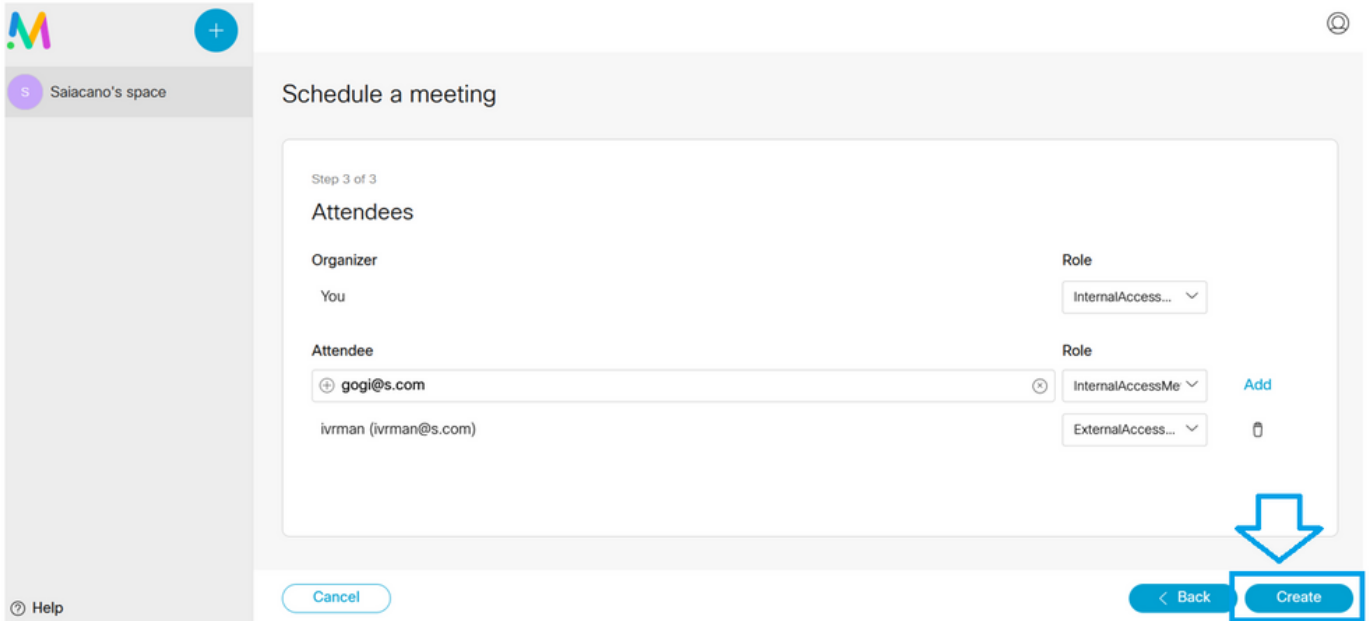 S Saiacano's space
Schedule a meeting
Step 3 of 3
Attendees
Organizer Role
You InternalAccess...
Attendee Role
gogi@s.com InternalAccessMe Add
ivrman (ivrman@s.com) ExternalAccess...
Help
Cancel Back Create